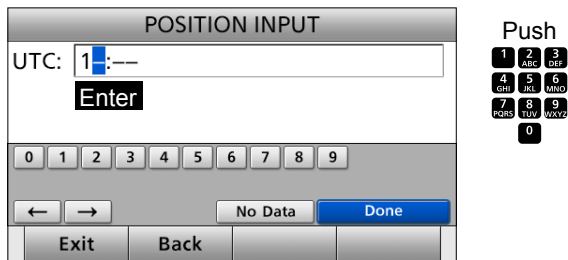 POSITION INPUT
UTC: 1–:––
Enter
0 1 2 3 4 5 6 7 8 9
← → No Data Done
Exit Back
Push
1 2 ABC 3 DEF
4 GHI 5 JKL 6 MNO
7 PQRS 8 TUV 9 WXYZ
0